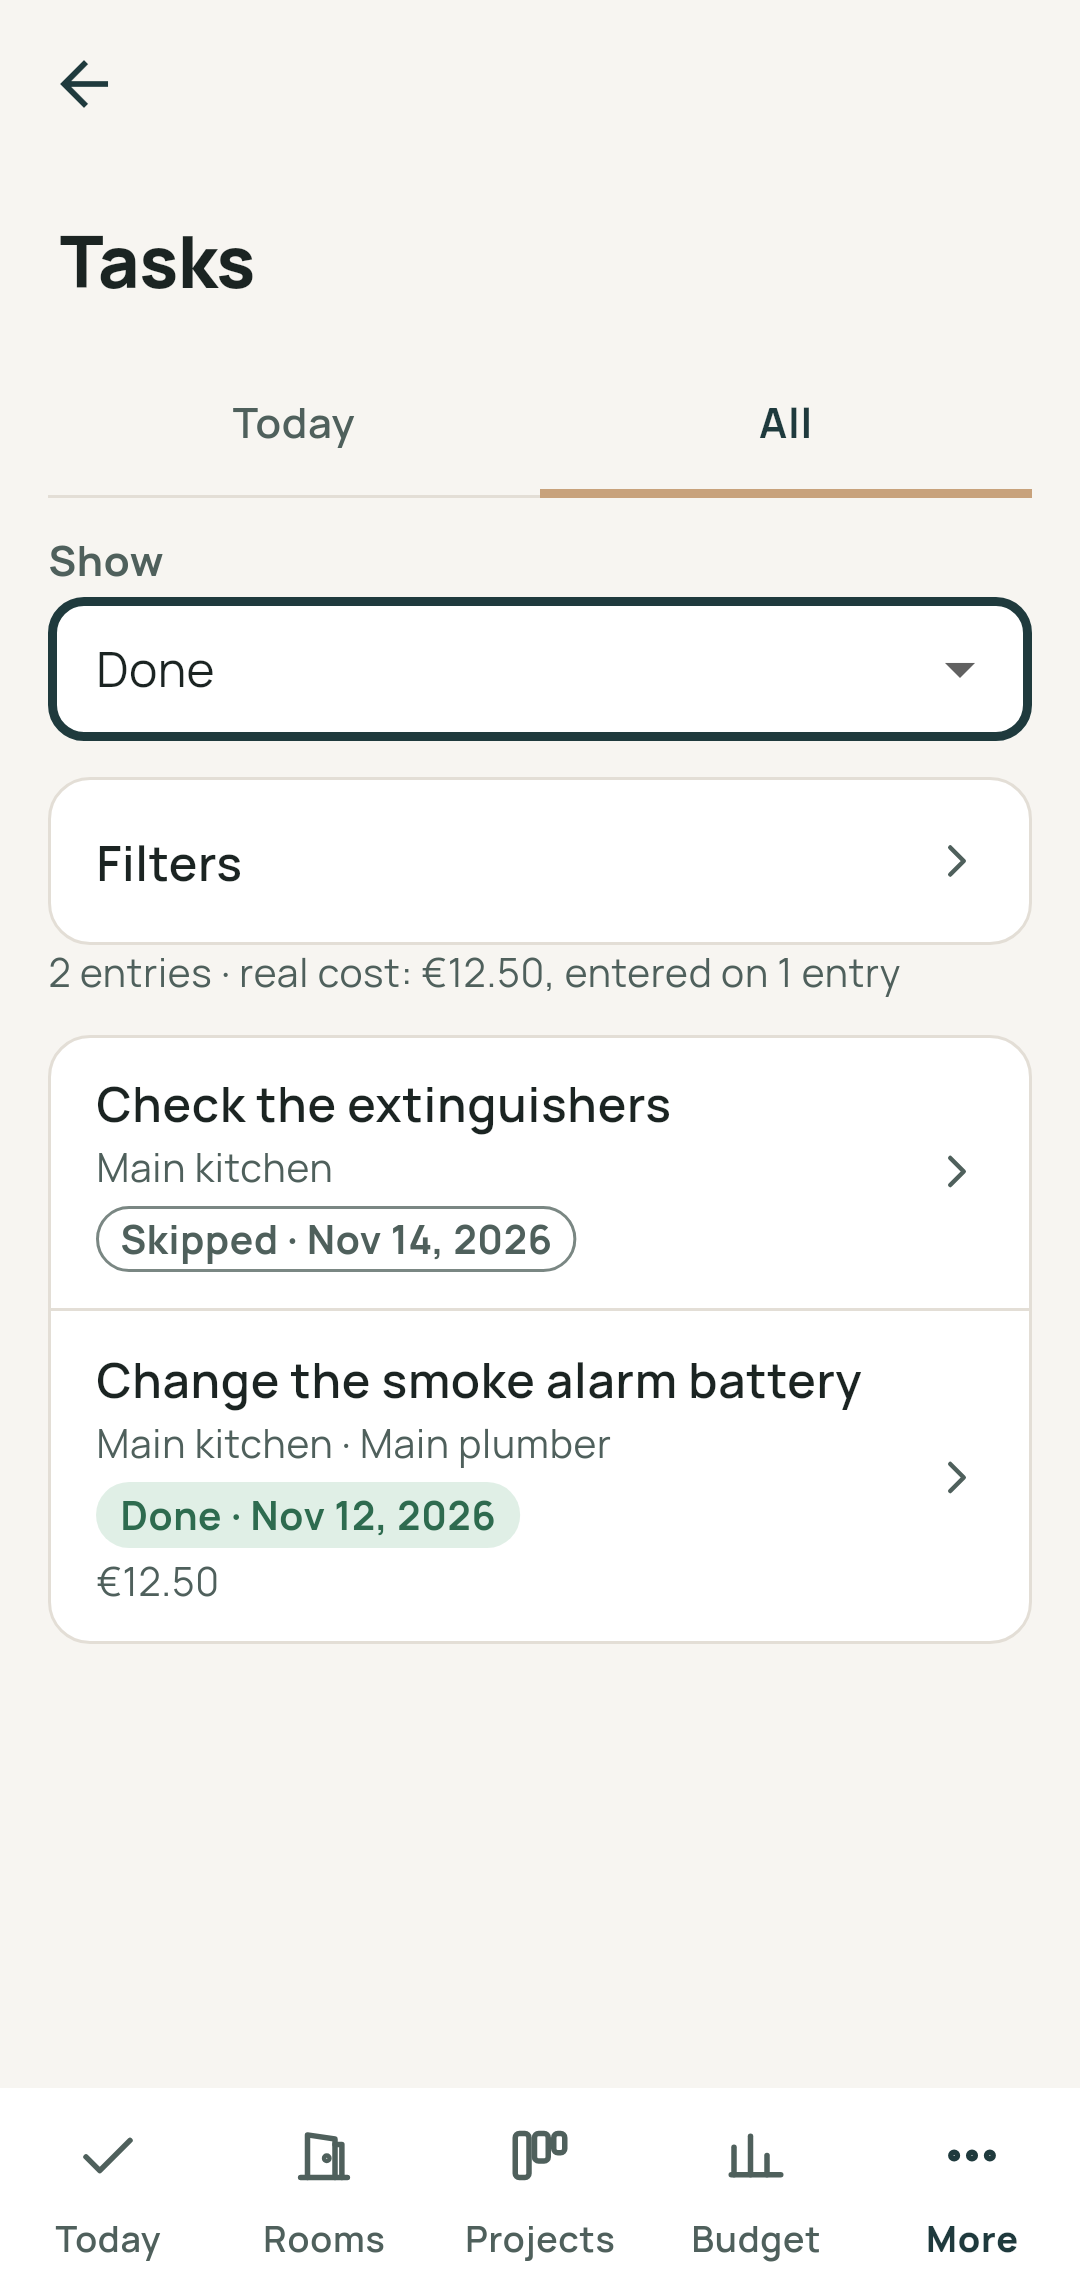 Tasks
Today
All
Show
Done
Filters
2 entries · real cost: €12.50, entered on 1 entry
Check the extinguishers
Main kitchen
Skipped · Nov 14, 2026
Change the smoke alarm battery
Main kitchen · Main plumber
Done · Nov 12, 2026
€12.50
Today
Rooms
Projects
Budget
More